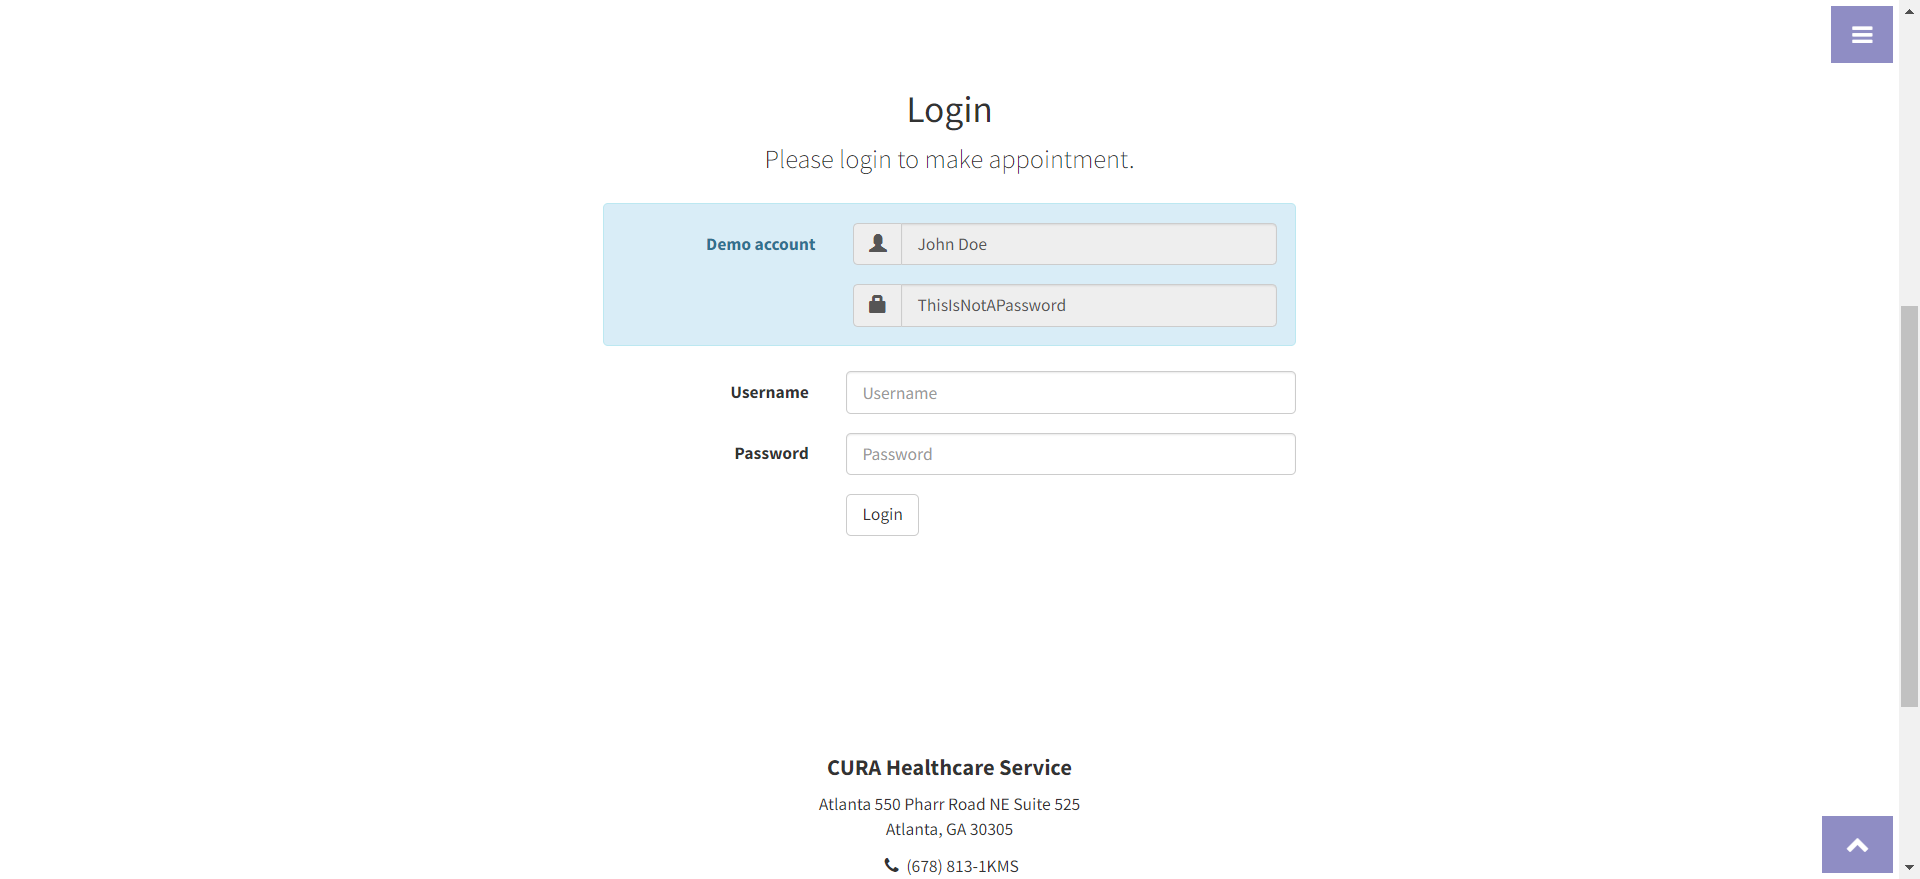 Login
Please login to make appointment.
Demo account
John Doe
ThisIsNotAPassword
Username
Username
Password
Password
Login
CURA Healthcare Service
Atlanta 550 Pharr Road NE Suite 525
Atlanta, GA 30305
(678) 813-1KMS